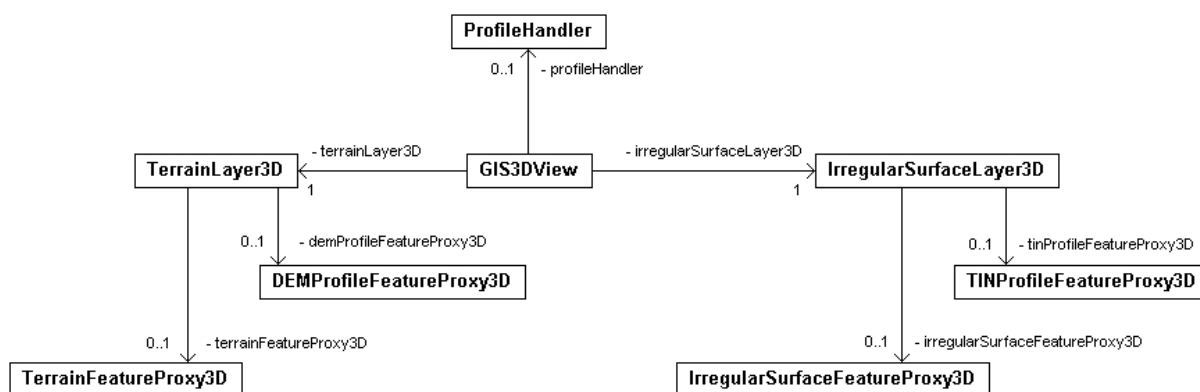 ProfileHandler
0..1 - profileHandler
- terrainLayer3D
- irregularSurfaceLayer3D
TerrainLayer3D
GIS3DView
IrregularSurfaceLayer3D
1
1
0..1 - demProfileFeatureProxy3D
0..1 - tinProfileFeatureProxy3D
DEMProfileFeatureProxy3D
TINProfileFeatureProxy3D
0..1 - terrainFeatureProxy3D
0..1 - irregularSurfaceFeatureProxy3D
TerrainFeatureProxy3D
IrregularSurfaceFeatureProxy3D